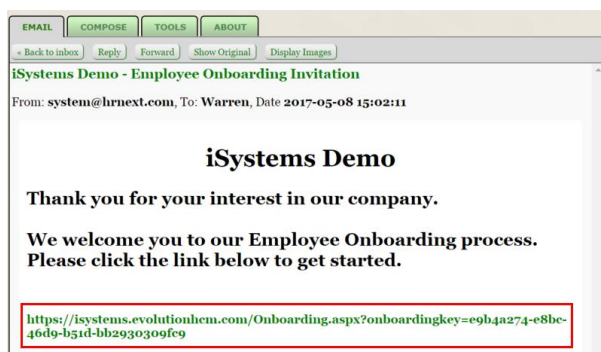 EMAIL COMPOSE TOOLS ABOUT
« Back to inbox Reply Forward Show Original Display Images
iSystems Demo - Employee Onboarding Invitation
From: system@hrnext.com, To: Warren, Date 2017-05-08 15:02:11
iSystems Demo
Thank you for your interest in our company.
We welcome you to our Employee Onboarding process.
Please click the link below to get started.
https://isystems.evolutionhcm.com/Onboarding.aspx?onboardingkey=e9b4a274-e8bc-
46d9-b51d-bb2930309fc9